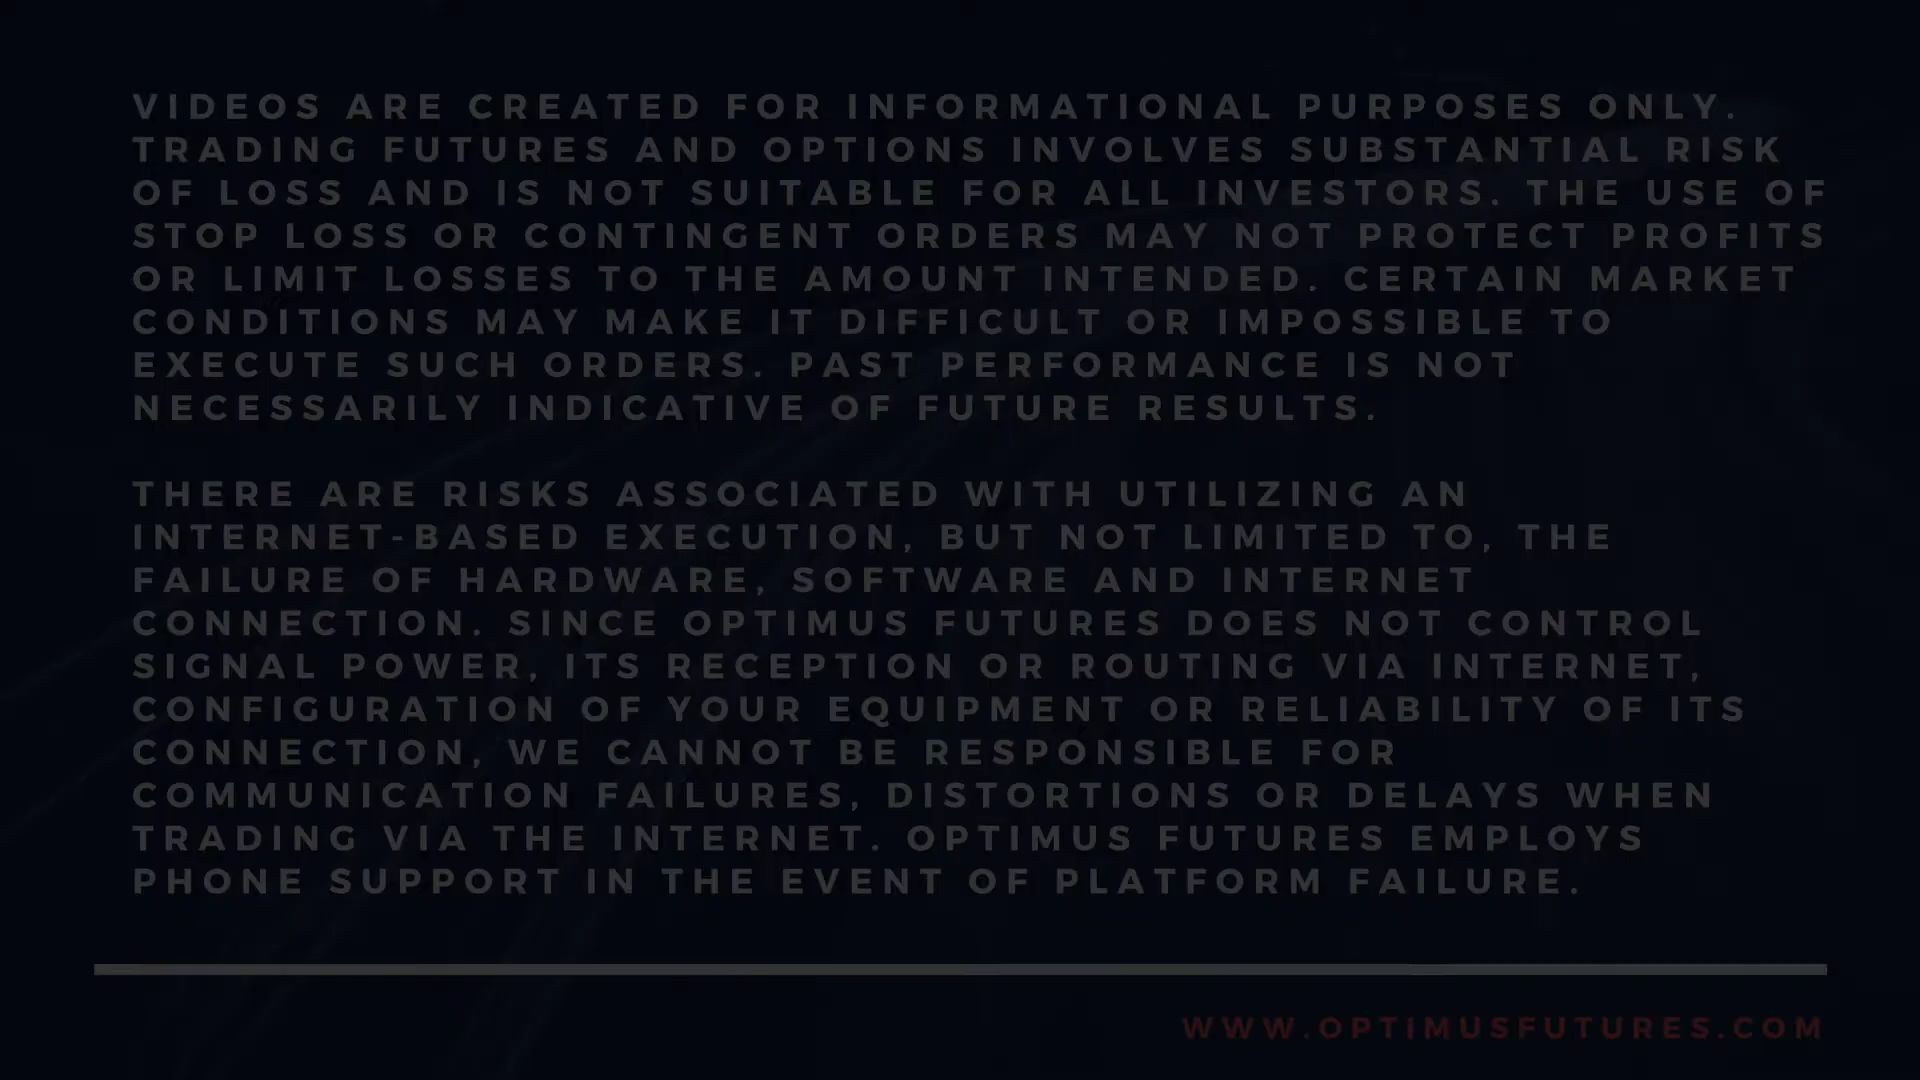 VIDEOS ARE CREATED FOR INFORMATIONAL PURPOSES ONLY.
TRADING FUTURES AND OPTIONS INVOLVES SUBSTANTIAL RISK
OF LOSS AND IS NOT SUITABLE FOR ALL INVESTORS. THE USE OF
STOP LOSS OR CONTINGENT ORDERS MAY NOT PROTECT PROFITS
OR LIMIT LOSSES TO THE AMOUNT INTENDED. CERTAIN MARKET
CONDITIONS MAY MAKE IT DIFFICULT OR IMPOSSIBLE TO
EXECUTE SUCH ORDERS. PAST PERFORMANCE IS NOT
NECESSARILY INDICATIVE OF FUTURE RESULTS.
THERE ARE RISKS ASSOCIATED WITH UTILIZING AN
INTERNET-BASED EXECUTION, BUT NOT LIMITED TO, THE
FAILURE OF HARDWARE, SOFTWARE AND INTERNET
CONNECTION. SINCE OPTIMUS FUTURES DOES NOT CONTROL
SIGNAL POWER, ITS RECEPTION OR ROUTING VIA INTERNET,
CONFIGURATION OF YOUR EQUIPMENT OR RELIABILITY OF ITS
CONNECTION, WE CANNOT BE RESPONSIBLE FOR
COMMUNICATION FAILURES, DISTORTIONS OR DELAYS WHEN
TRADING VIA THE INTERNET. OPTIMUS FUTURES EMPLOYS
PHONE SUPPORT IN THE EVENT OF PLATFORM FAILURE.
WWW.OPTIMUSFUTURES.COM